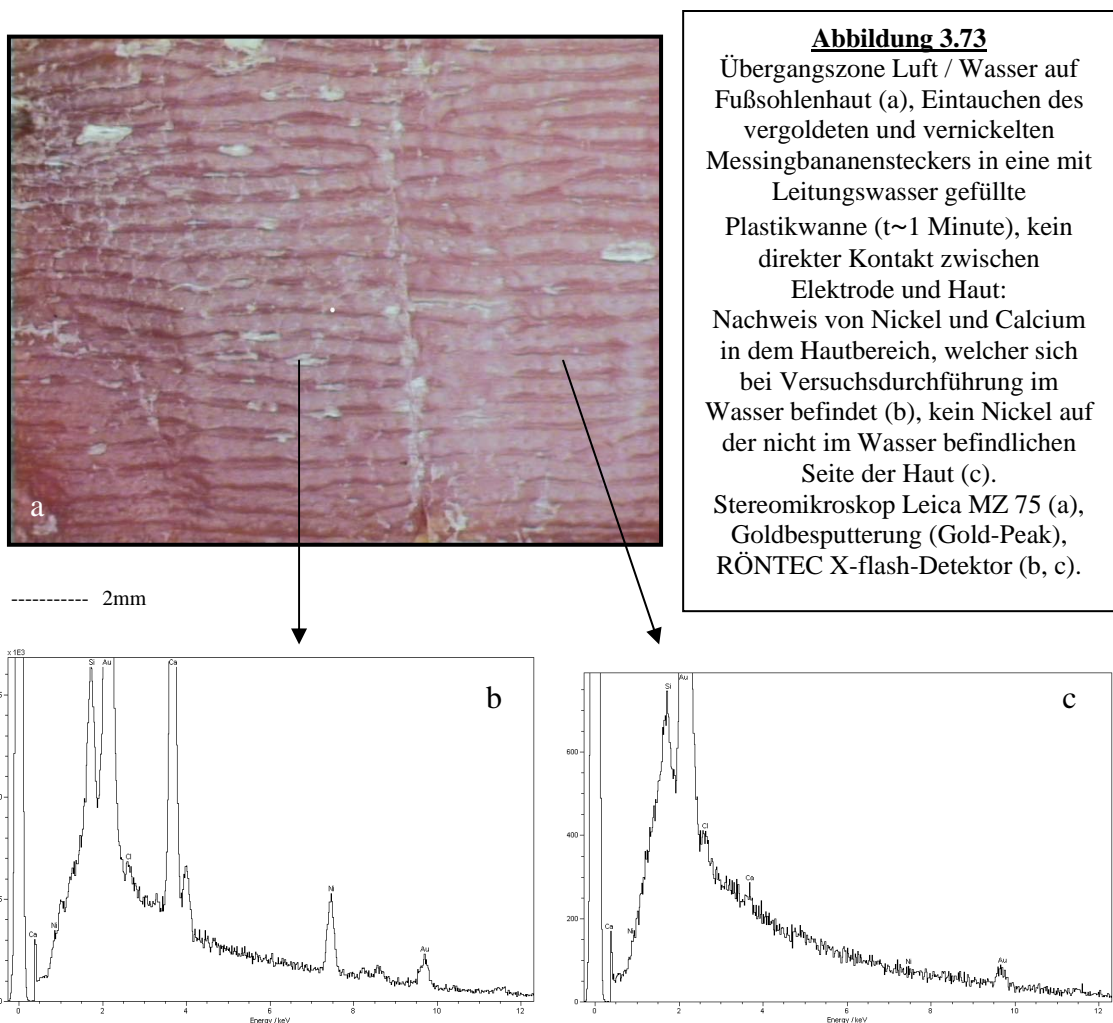 Abbildung 3.73
Übergangszone Luft / Wasser auf
Fußsohlenhaut (a), Eintauchen des
vergoldeten und vernickelten
Messingbananensteckers in eine mit
Leitungswasser gefüllte
Plastikwanne (t~1 Minute), kein
direkter Kontakt zwischen
Elektrode und Haut:
Nachweis von Nickel und Calcium
in dem Hautbereich, welcher sich
bei Versuchsdurchführung im
Wasser befindet (b), kein Nickel auf
der nicht im Wasser befindlichen
Seite der Haut (c).
Stereomikroskop Leica MZ 75 (a),
Goldbesputterung (Gold-Peak),
RÖNTEC X-flash-Detektor (b, c).
a
----------- 2mm
x 1E3
Si Au Ca
b
Cl
Ni
Ni
Ca
Au
0 2 4 6 8 10 12
Energy / keV
c
Au
Si
600
Cl
400
Ca
200
Ca Ni Ni Au
0
0 2 4 6 8 10 12
Energy / keV